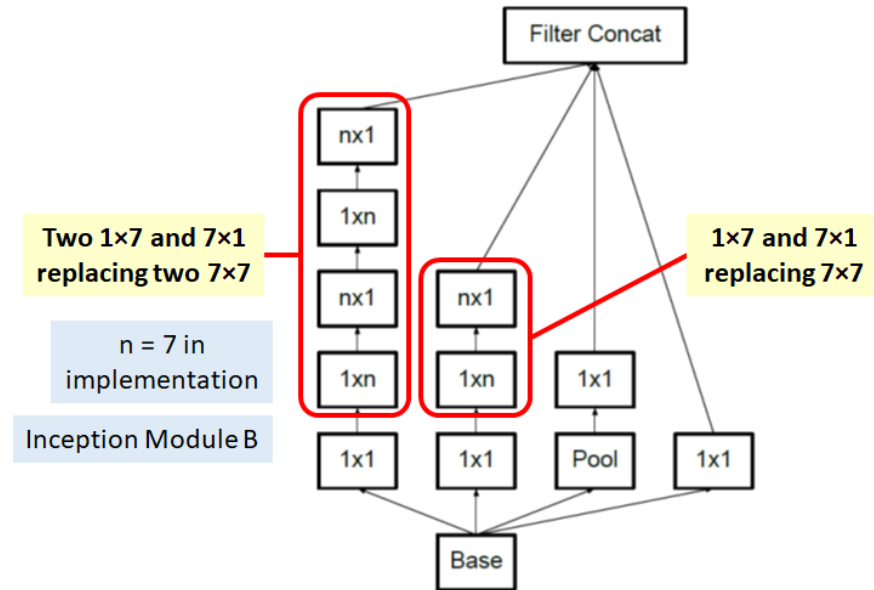 Filter Concat
nx1
1xn
Two 1×7 and 7×1
replacing two 7×7
1×7 and 7×1
replacing 7×7
nx1
nx1
n = 7 in
implementation
1xn
1xn
1x1
Inception Module B
1x1
1x1
Pool
1x1
Base